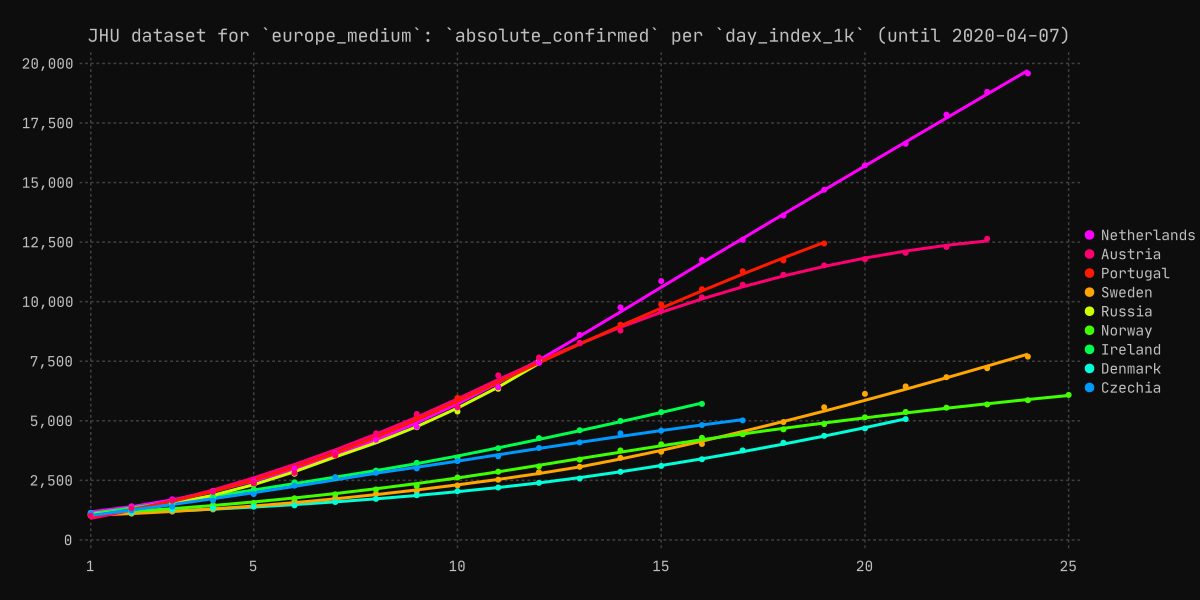 JHU dataset for `europe_medium`: `absolute_confirmed` per `day_index_1k` (until 2020-04-07)
20,000
17,500
15,000
12,500
10,000
7,500
5,000
2,500
0
1 5 10 15 20 25
Netherlands
Austria
Portugal
Sweden
Russia
Norway
Ireland
Denmark
Czechia